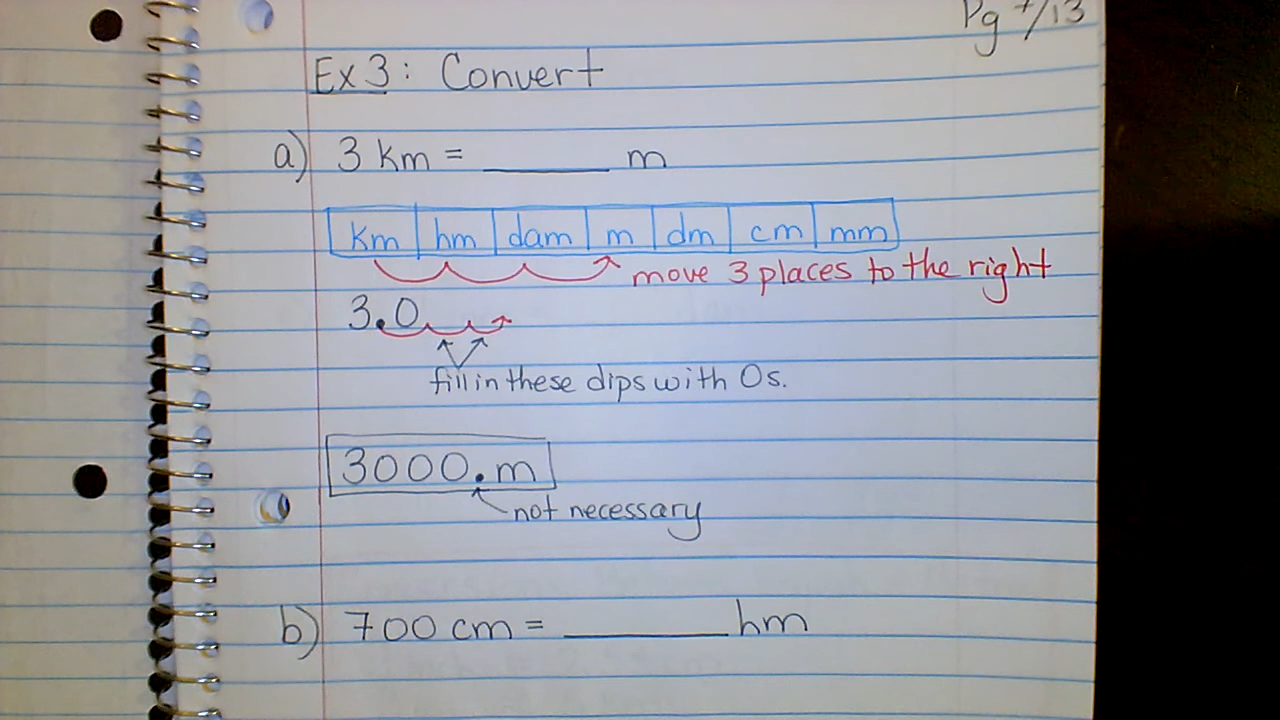 Pg 7/13
Ex 3: Convert
a) 3 km = ______ m
km hm dam m dm cm mm
move 3 places to the right
3.0
fill in these dips with 0s.
3000.m
not necessary
b) 700 cm = ________ hm